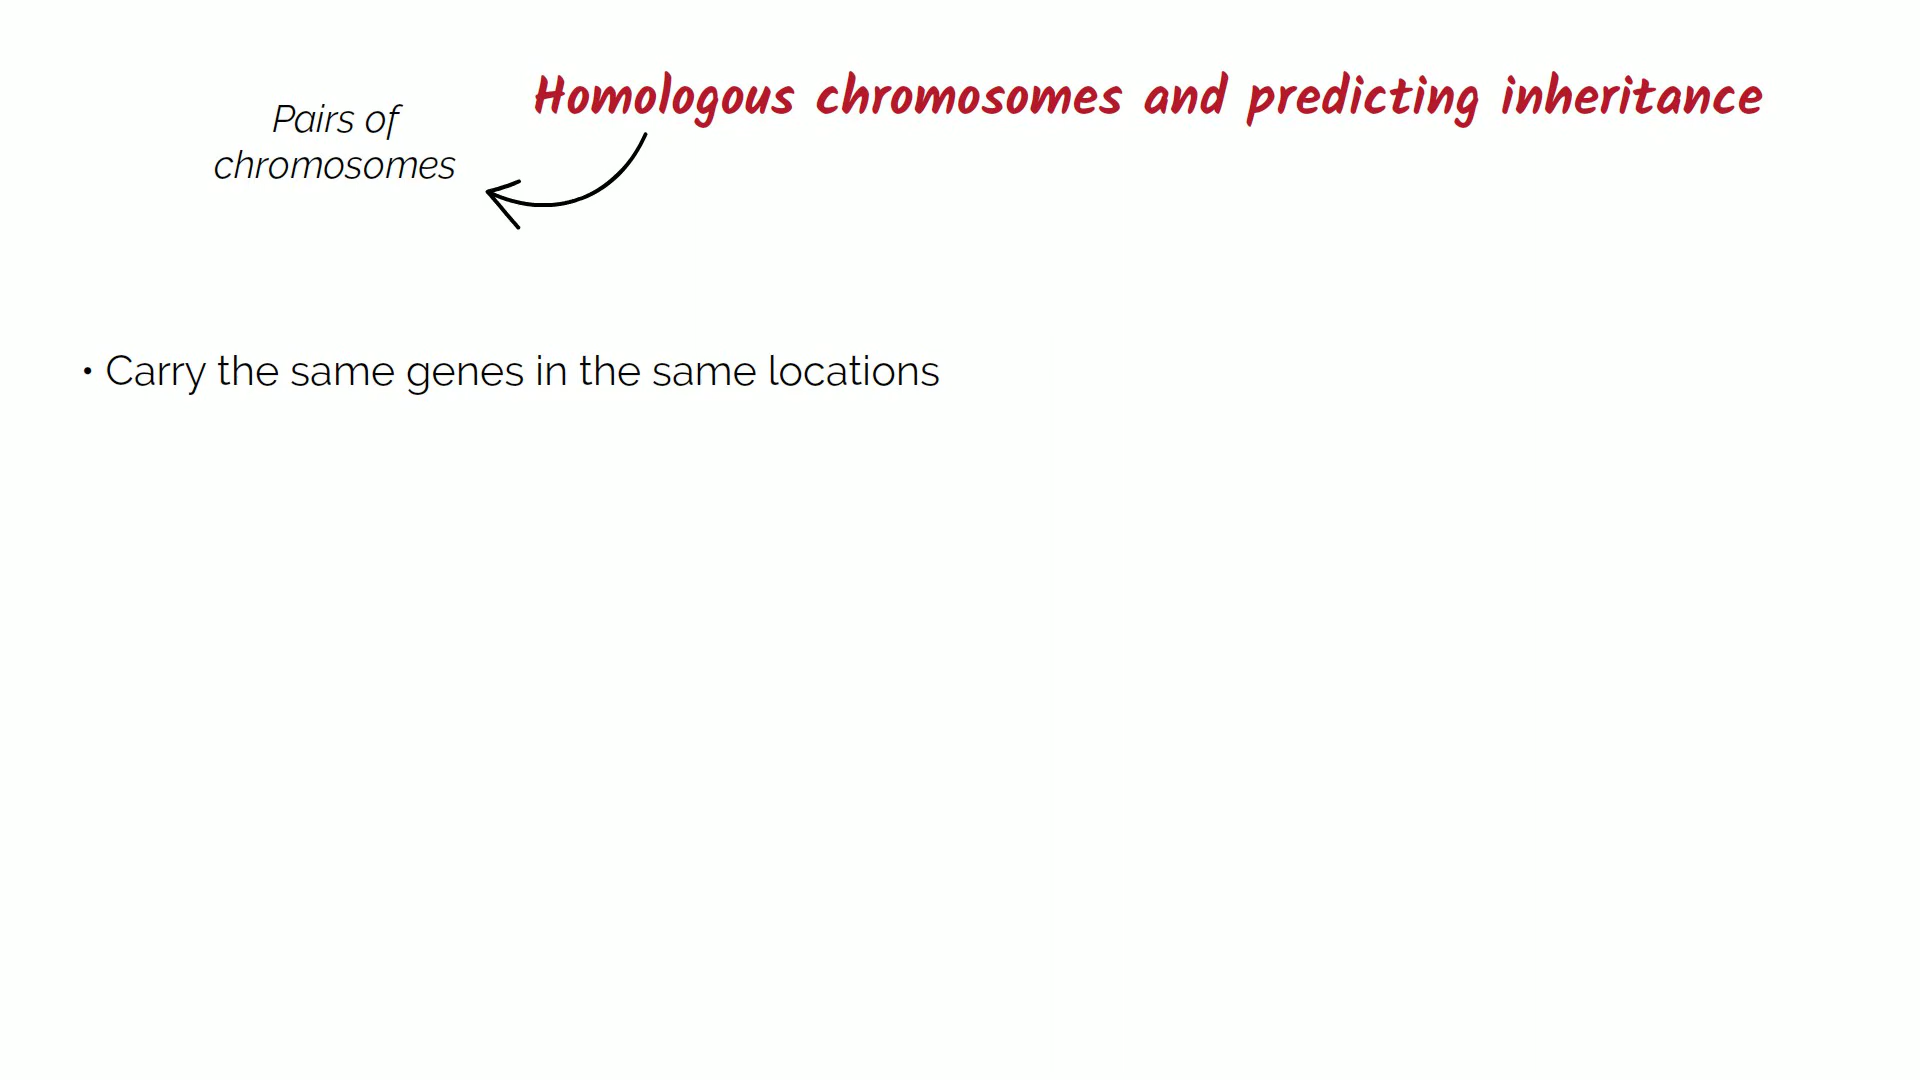 Homologous chromosomes and predicting inheritance
Pairs of
chromosomes
• Carry the same genes in the same locations